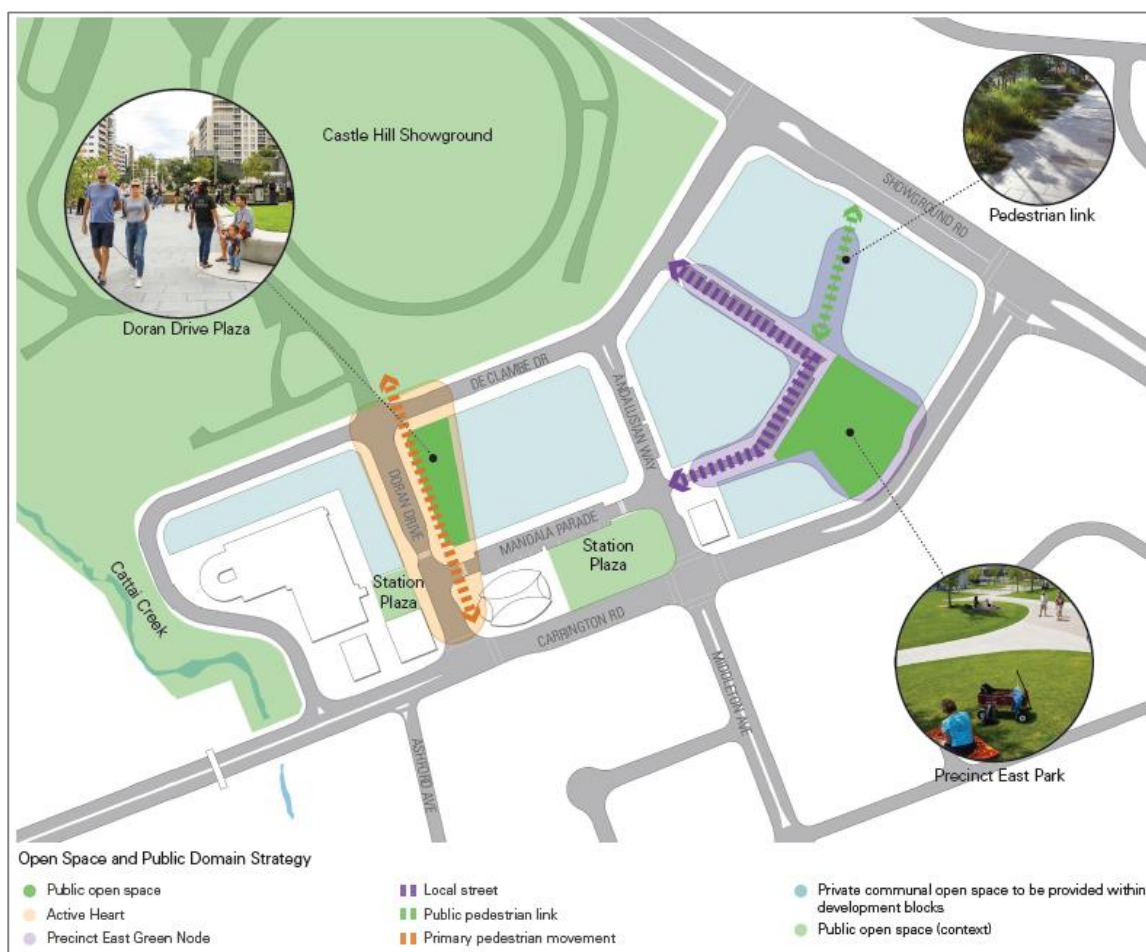 Castle Hill Showground
SHOWGROUND RD
Pedestrian link
Doran Drive Plaza
DE CLAMBE DR
ANDALUSIAN WAY
DORAN DRIVE
MANDALA PARADE
Station
Plaza
Station
Plaza
Cattai Creek
CARRINGTON RD
MIDDLETON AVE
ASHFORD AVE
Precinct East Park
Open Space and Public Domain Strategy
Public open space
Active Heart
Precinct East Green Node
Local street
Public pedestrian link
Primary pedestrian movement
Private communal open space to be provided within
development blocks
Public open space (context)